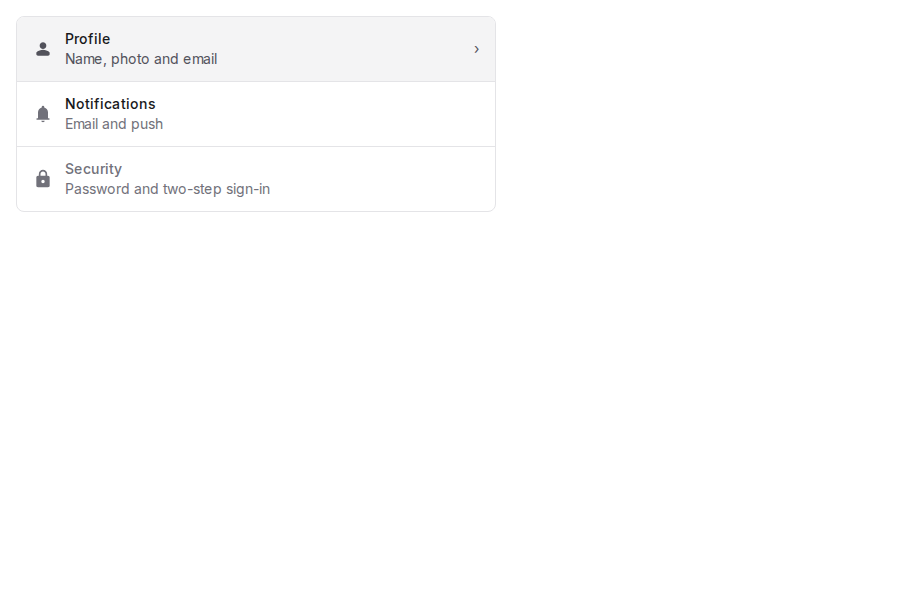 Profile
Name, photo and email
›
Notifications
Email and push
Security
Password and two-step sign-in